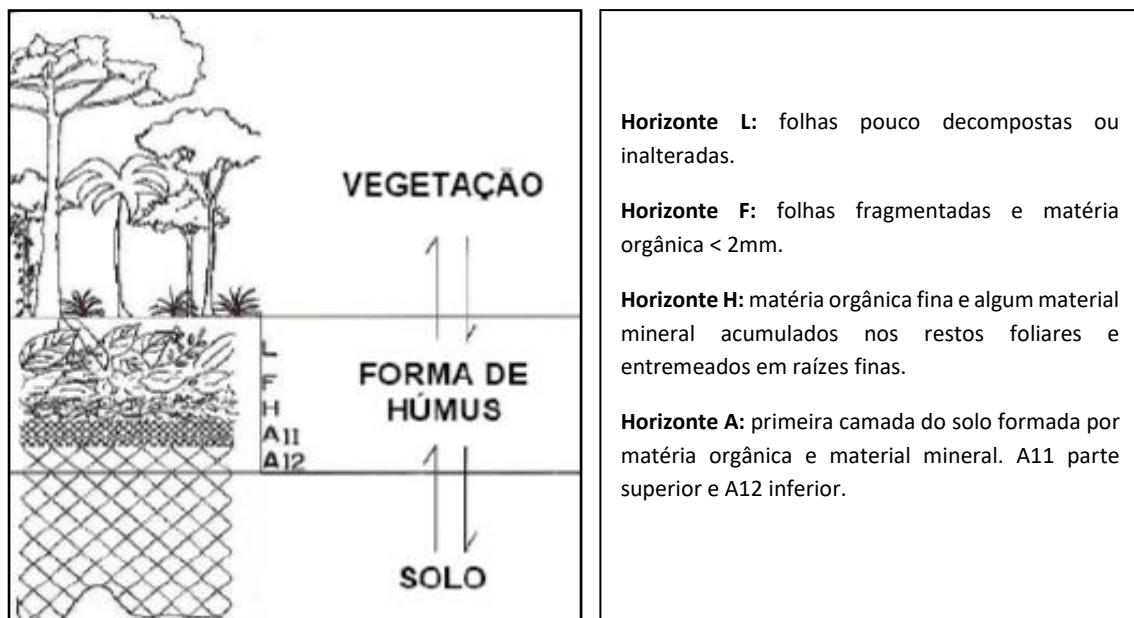 VEGETAÇÃO
L
F
H
A11
A12
FORMA DE
HÚMUS
SOLO
Horizonte L: folhas pouco decompostas ou
inalteradas.
Horizonte F: folhas fragmentadas e matéria
orgânica < 2mm.
Horizonte H: matéria orgânica fina e algum material
mineral acumulados nos restos foliares e
entremeados em raízes finas.
Horizonte A: primeira camada do solo formada por
matéria orgânica e material mineral. A11 parte
superior e A12 inferior.